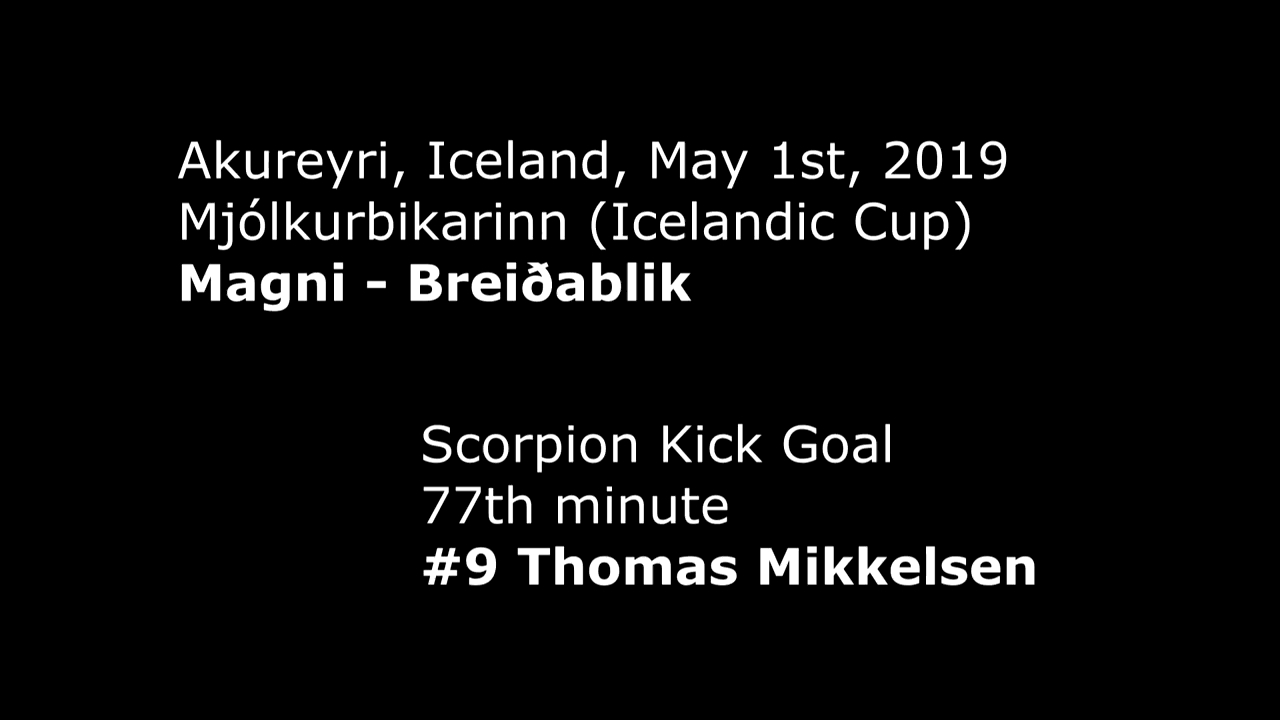 Akureyri, Iceland, May 1st, 2019
Mjólkurbikarinn (Icelandic Cup)
Magni - Breiðablik
Scorpion Kick Goal
77th minute
#9 Thomas Mikkelsen